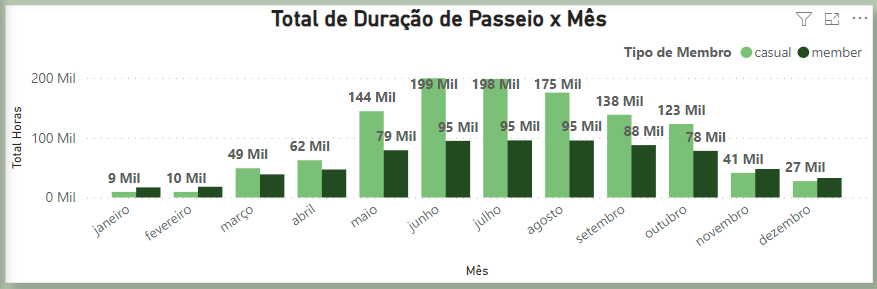 Total de Duração de Passeio x Mês
Tipo de Membro casual member
Total Horas
200 Mil
100 Mil
0 Mil
9 Mil 10 Mil 49 Mil 62 Mil 144 Mil 79 Mil 199 Mil 95 Mil 198 Mil 95 Mil 175 Mil 95 Mil 138 Mil 88 Mil 123 Mil 78 Mil 41 Mil 27 Mil
janeiro fevereiro março abril maio junho julho agosto setembro outubro novembro dezembro
Mês